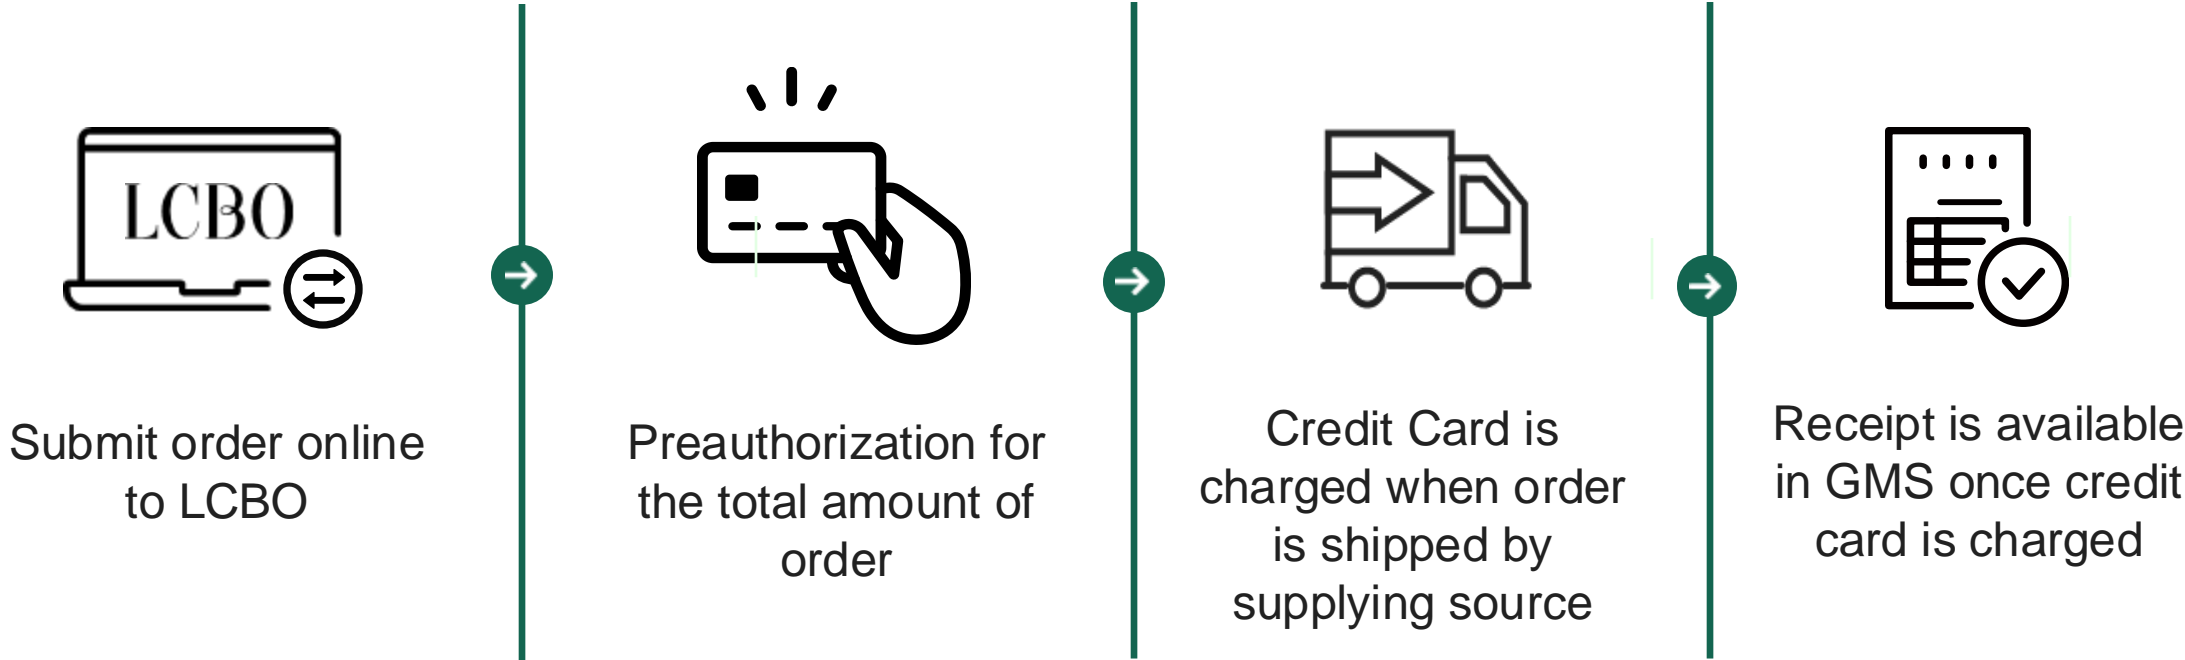 LCBO
Submit order online
to LCBO
Preauthorization for
the total amount of
order
Credit Card is
charged when order
is shipped by
supplying source
Receipt is available
in GMS once credit
card is charged